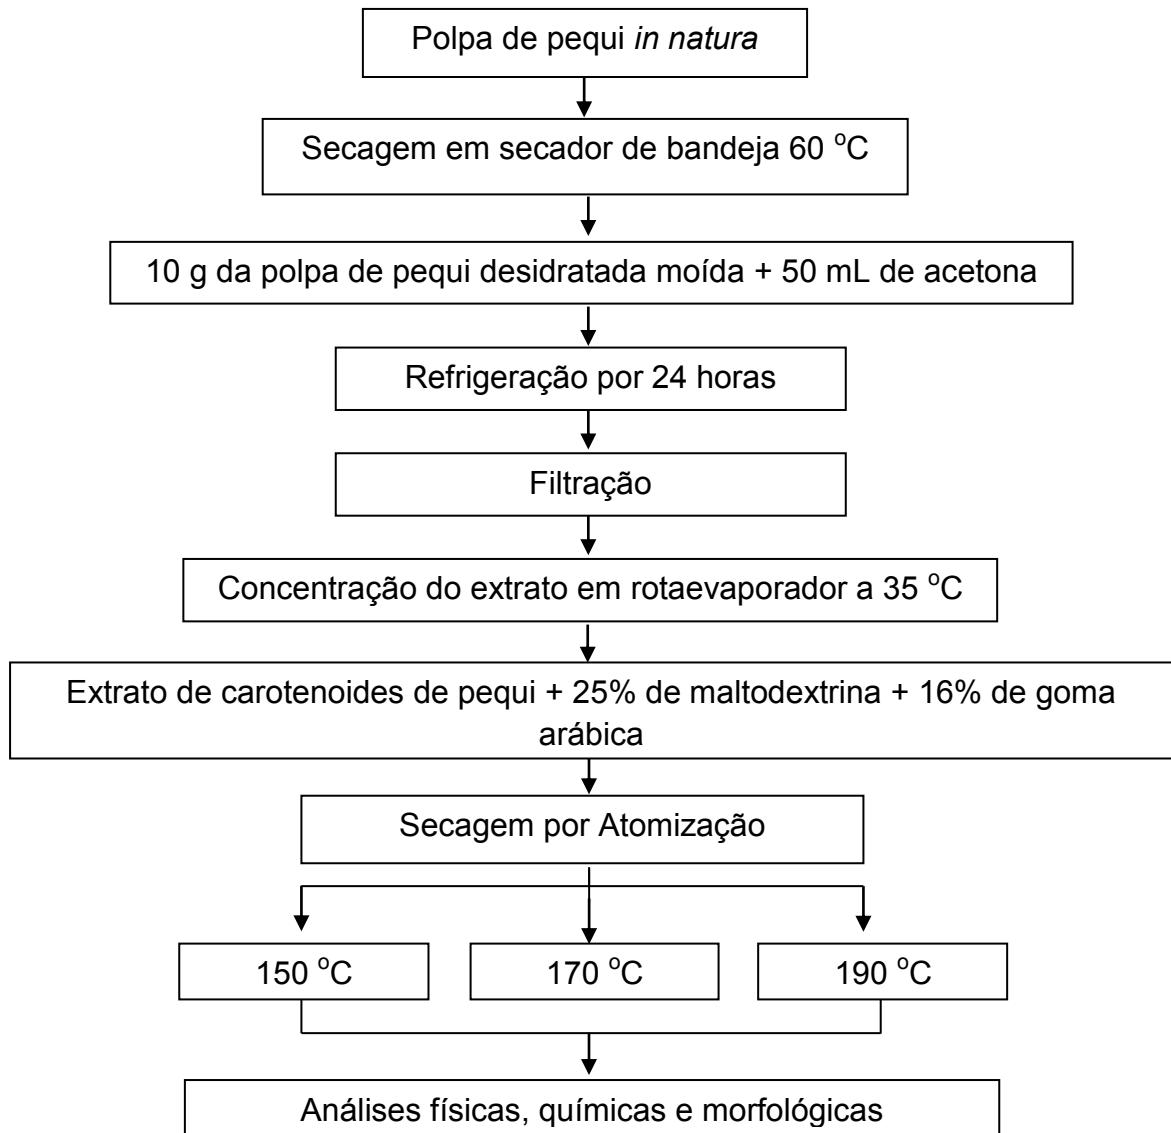 Polpa de pequi in natura
Secagem em secador de bandeja 60 °C
10 g da polpa de pequi desidratada moída + 50 mL de acetona
Refrigeração por 24 horas
Filtração
Concentração do extrato em rotaevaporador a 35 °C
Extrato de carotenoides de pequi + 25% de maltodextrina + 16% de goma
arábica
Secagem por Atomização
150 °C
170 °C
190 °C
Análises físicas, químicas e morfológicas